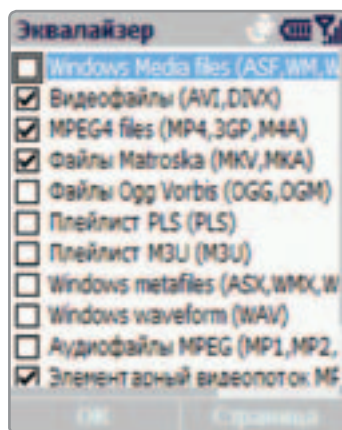 Эквалайзер
Windows Media files (ASF,WM,W
Видеофайлы (AVI,DIVX)
MPEG4 files (MP4,3GP,M4A)
Файлы Matroska (MKV,MKA)
Файлы Ogg Vorbis (OGG,OGM)
Плейлист PLS (PLS)
Плейлист M3U (M3U)
Windows metafiles (ASX,WMX,W
Windows waveform (WAV)
Аудиофайлы MPEG (MP1,MP2,
Элементарный видеопоток MP
OK Страница